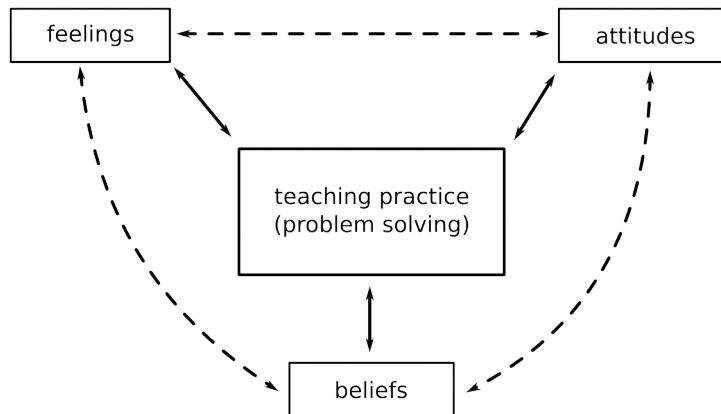 feelings
attitudes
teaching practice
(problem solving)
beliefs